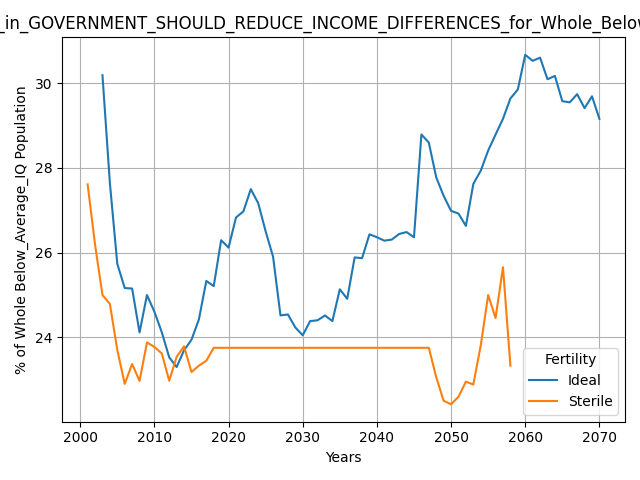 _in_GOVERNMENT_SHOULD_REDUCE_INCOME_DIFFERENCES_for_Whole_Below
% of Whole Below_Average_IQ Population
30
28
26
24
2000 2010 2020 2030 2040 2050 2060 2070
Years
Fertility
Ideal
Sterile